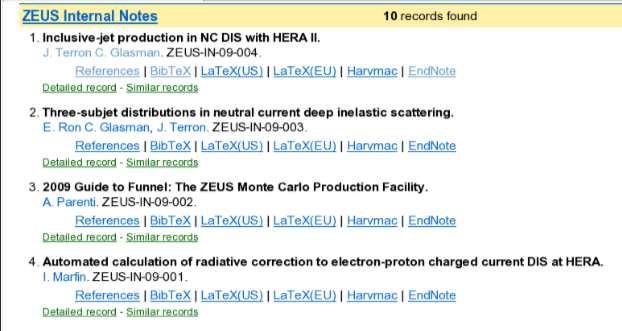 ZEUS Internal Notes 10 records found
1. Inclusive-jet production in NC DIS with HERA II.
J. Terron C. Glasman. ZEUS-IN-09-004.
References | BibTeX | LaTeX(US) | LaTeX(EU) | Harvmac | EndNote
Detailed record - Similar records
2. Three-subjet distributions in neutral current deep inelastic scattering.
E. Ron C. Glasman, J. Terron. ZEUS-IN-09-003.
References | BibTeX | LaTeX(US) | LaTeX(EU) | Harvmac | EndNote
Detailed record - Similar records
3. 2009 Guide to Funnel: The ZEUS Monte Carlo Production Facility.
A. Parenti. ZEUS-IN-09-002.
References | BibTeX | LaTeX(US) | LaTeX(EU) | Harvmac | EndNote
Detailed record - Similar records
4. Automated calculation of radiative correction to electron-proton charged current DIS at HERA.
I. Marfin. ZEUS-IN-09-001.
References | BibTeX | LaTeX(US) | LaTeX(EU) | Harvmac | EndNote
Detailed record - Similar records